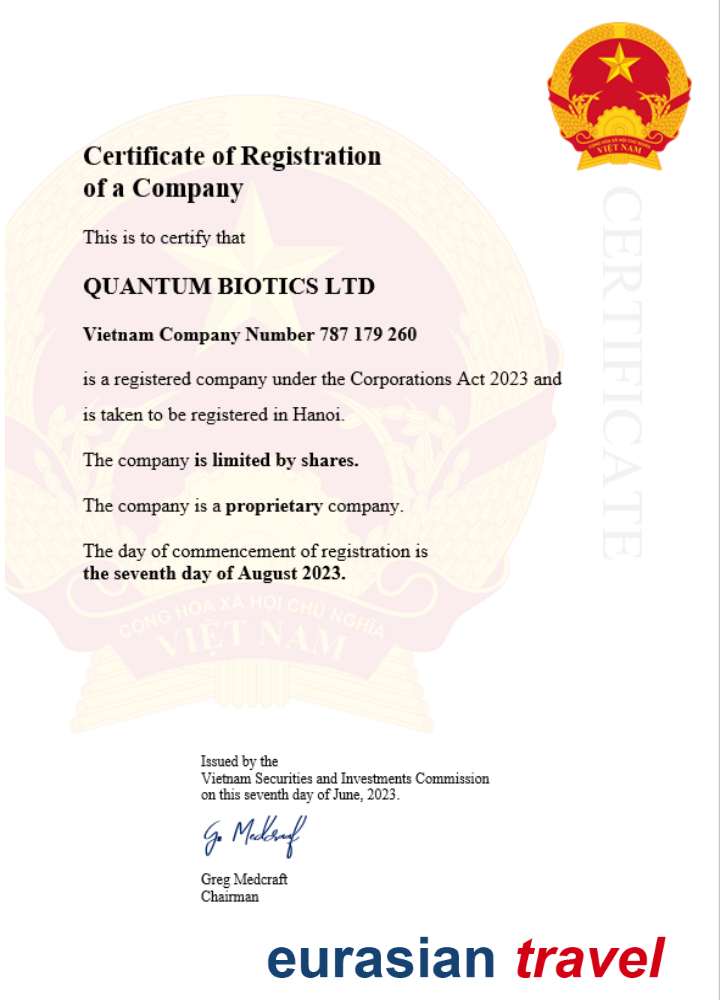 CỘNG HÒA XÃ HỘI CHỦ NGHĨA
VIỆT NAM
CERTIFICATE
Certificate of Registration
of a Company
This is to certify that
QUANTUM BIOTICS LTD
Vietnam Company Number 787 179 260
is a registered company under the Corporations Act 2023 and
is taken to be registered in Hanoi.
The company is limited by shares.
The company is a proprietary company.
The day of commencement of registration is
the seventh day of August 2023.
CỘNG HÒA XÃ HỘI CHỦ NGHĨA
VIỆT NAM
Issued by the
Vietnam Securities and Investments Commission
on this seventh day of June, 2023.
G. Medcraf
Greg Medcraft
Chairman
eurasian travel